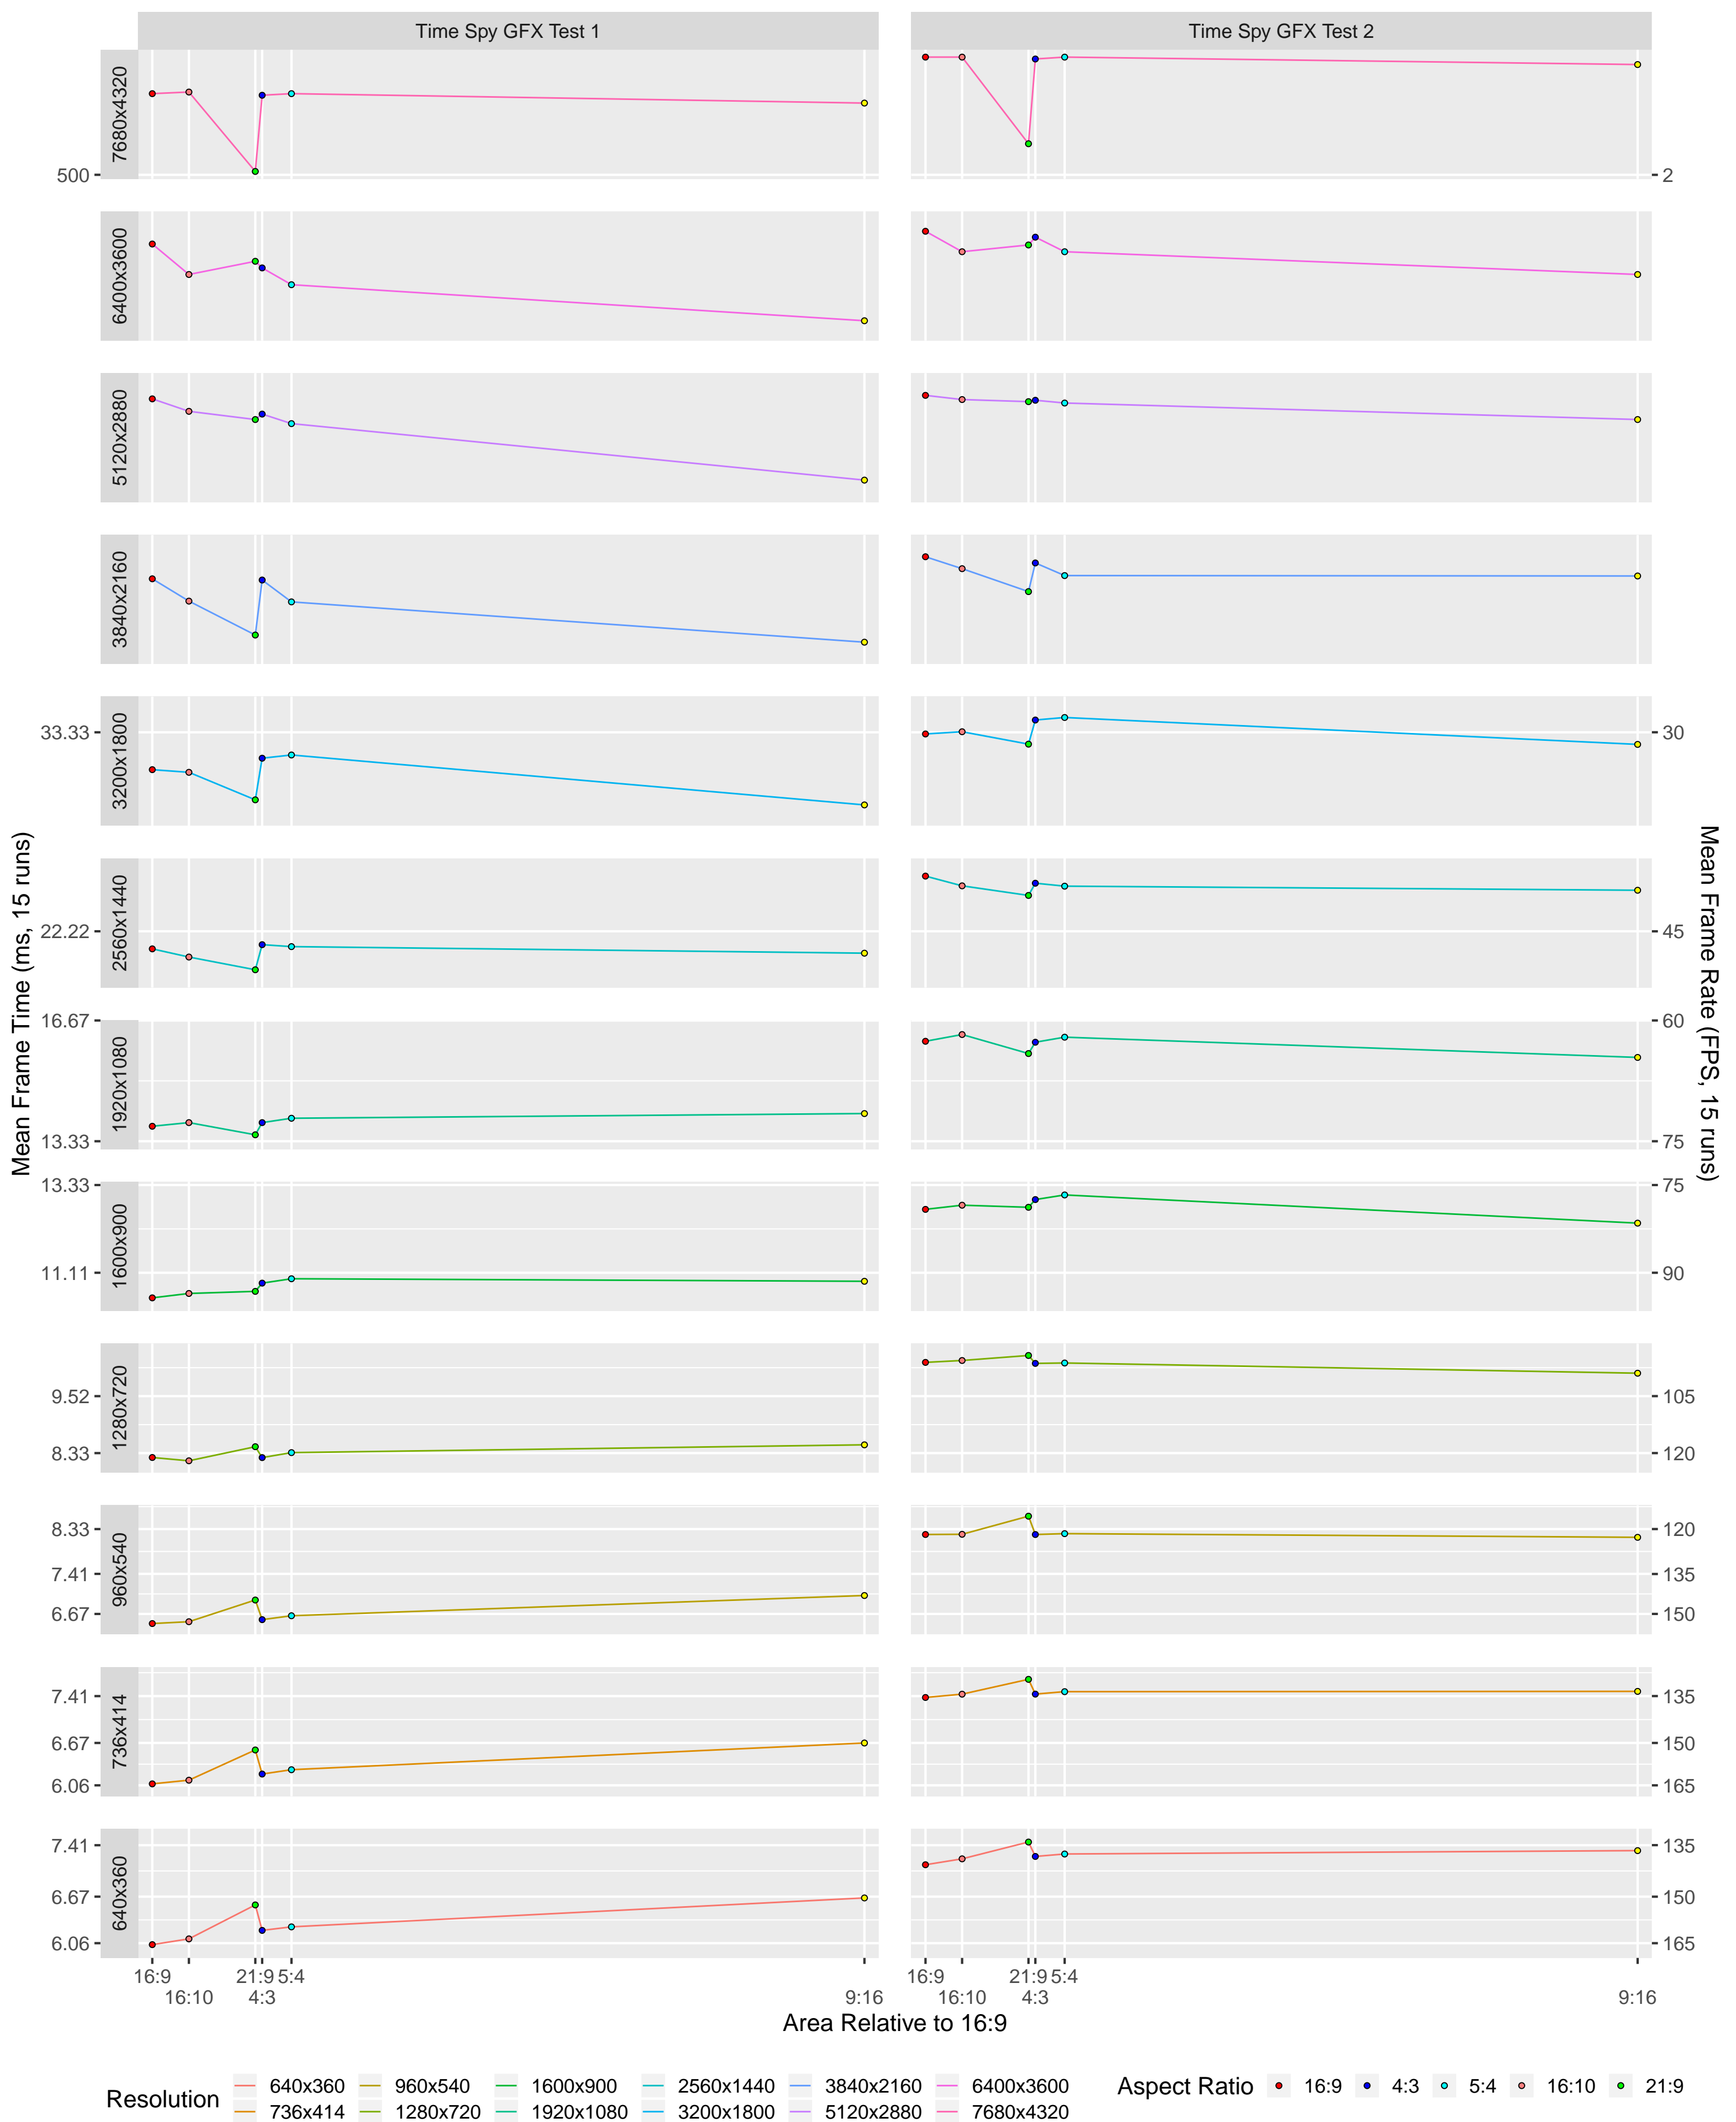 Time Spy GFX Test 1
Time Spy GFX Test 2
7680x4320
500
2
6400x3600
5120x2880
3840x2160
3200x1800
33.33
30
2560x1440
22.22
45
1920x1080
16.67
13.33
60
75
1600x900
13.33
11.11
75
90
1280x720
9.52
8.33
105
120
960x540
8.33
7.41
6.67
120
135
150
736x414
7.41
6.67
6.06
135
150
165
640x360
7.41
6.67
6.06
135
150
165
Mean Frame Time (ms, 15 runs)
Mean Frame Rate (FPS, 15 runs)
16:9 21:9 5:4 16:9 21:9 5:4
16:10 4:3 9:16 16:10 4:3 9:16
Area Relative to 16:9
Resolution
640x360 960x540 1600x900 2560x1440 3840x2160 6400x3600
736x414 1280x720 1920x1080 3200x1800 5120x2880 7680x4320
Aspect Ratio 16:9 4:3 5:4 16:10 21:9